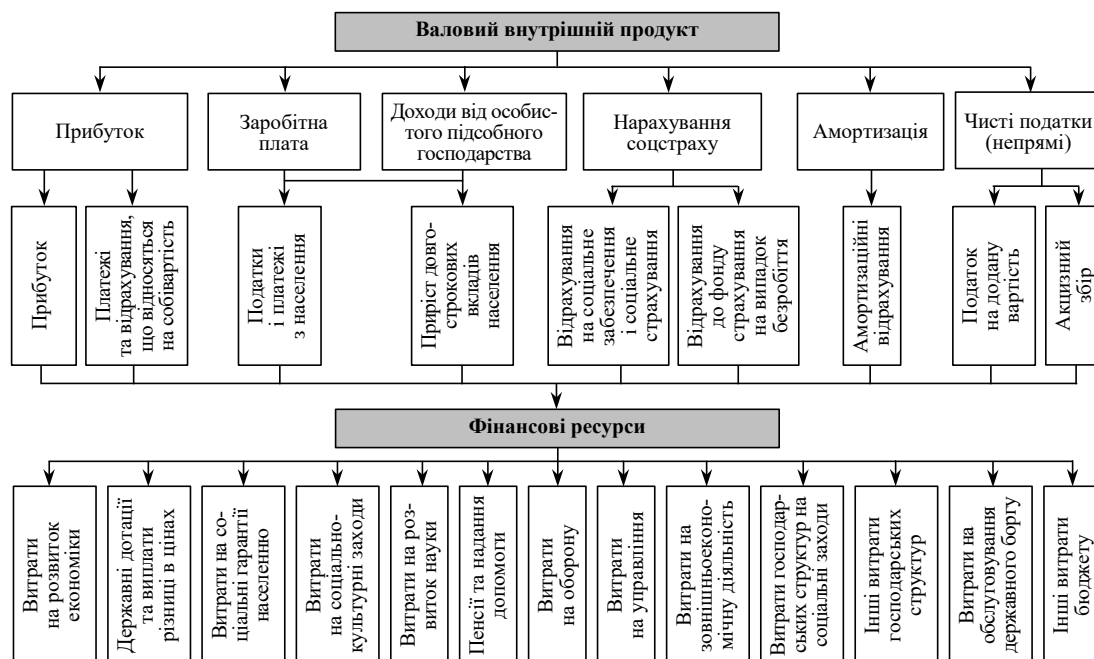 Валовий внутрішній продукт
Прибуток
Заробітна
плата
Доходи від особис-
того підсобного
господарства
Нарахування
соцстраху
Амортизація
Чисті податки
(непрямі)
Прибуток
Платежі
та відрахування,
що відносяться
на собівартість
Податки
і платежі
з населення
Приріст довго-
строкових
вкладів
населення
Відрахування
на соціальне
забезпечення
і соціальне
страхування
Відрахування
до фонду
страхування
на випадок
безробіття
Амортизаційні
відрахування
Податок
на додану
вартість
Акцизний
збір
Фінансові ресурси
Витрати
на розвиток
економіки
Державні дотації
та виплати
різниці в цінах
Витрати на со-
ціальні гарантії
населенню
Витрати
на соціально-
культурні заходи
Витрати на роз-
виток науки
Пенсії та надання
допомоги
Витрати
на оборону
Витрати
на управління
Витрати на
зовнішньоеконо-
мічну діяльність
Витрати господар-
ських структур на
соціальні заходи
Інші витрати
господарських
структур
Витрати на
обслуговування
державного боргу
Інші витрати
бюджету